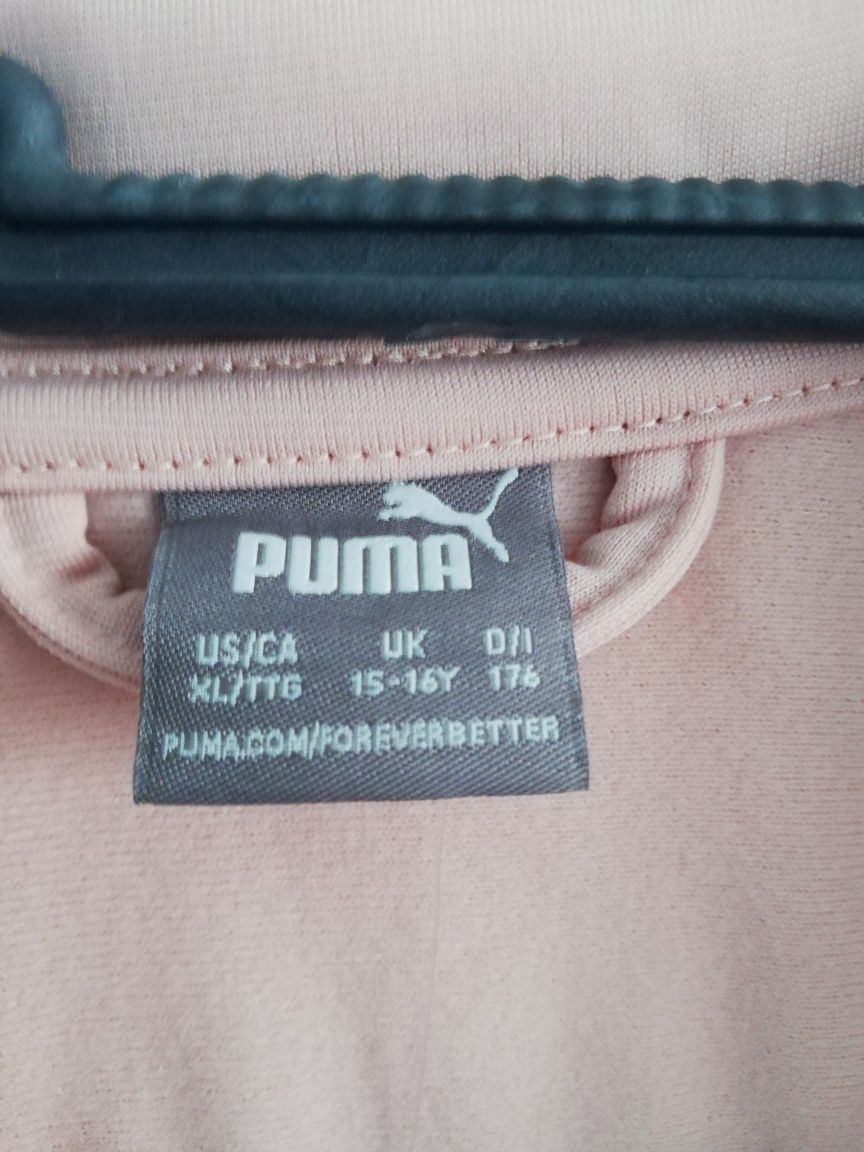 PUMA
US/CA UK D/I
XL/TTG 15-16Y 176
PUMA.COM/FOREVERBETTER